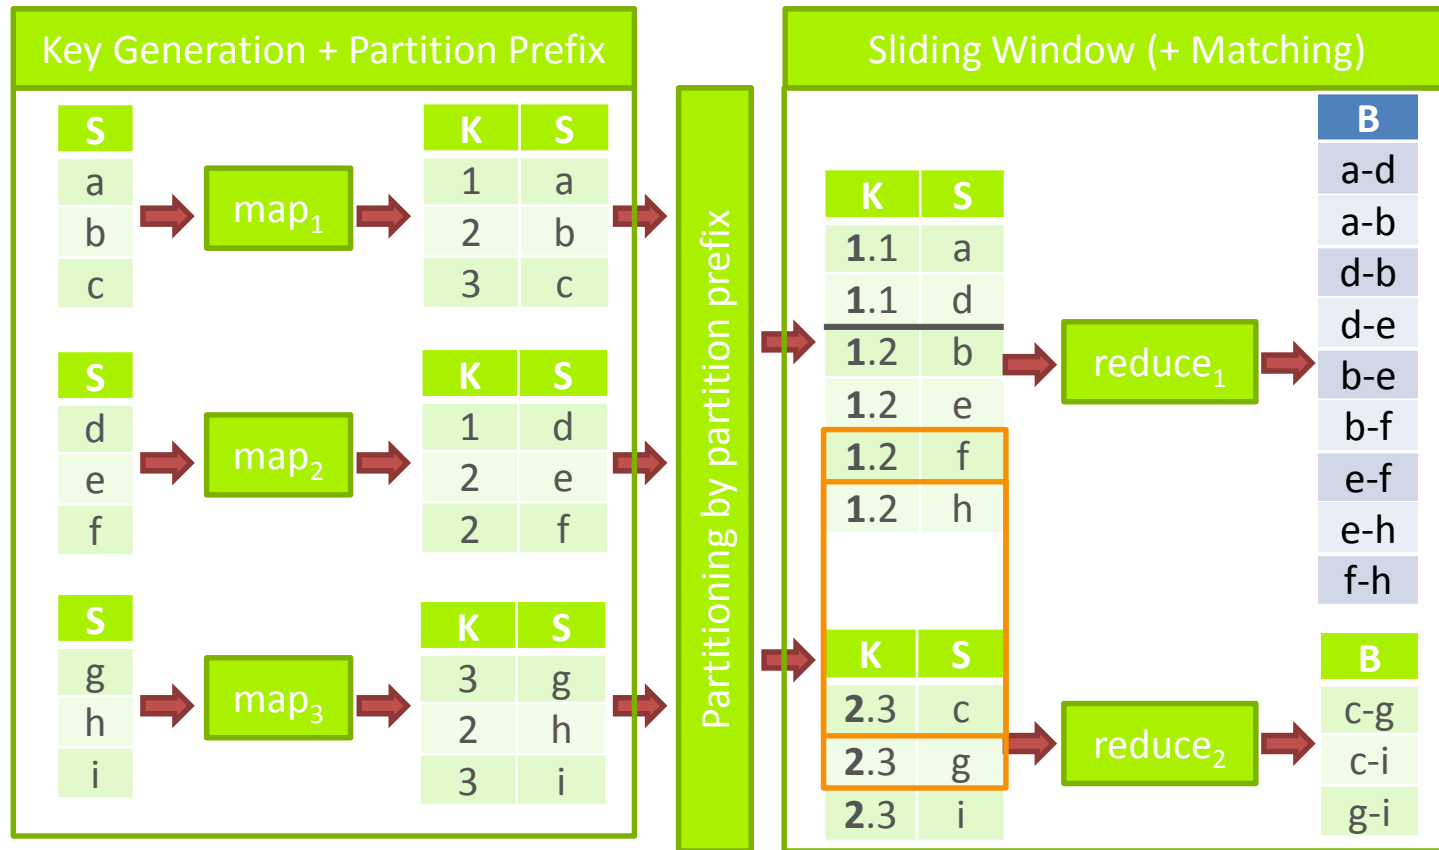 Key Generation + Partition Prefix
S
a
b
c
map₁
K S
1 a
2 b
3 c
S
d
e
f
map₂
K S
1 d
2 e
2 f
S
g
h
i
map₃
K S
3 g
2 h
3 i
Partitioning by partition prefix
Sliding Window (+ Matching)
K S
1.1 a
1.1 d
1.2 b
1.2 e
1.2 f
1.2 h
reduce₁
B
a-d
a-b
d-b
d-e
b-e
b-f
e-f
e-h
f-h
K S
2.3 c
2.3 g
2.3 i
reduce₂
B
c-g
c-i
g-i